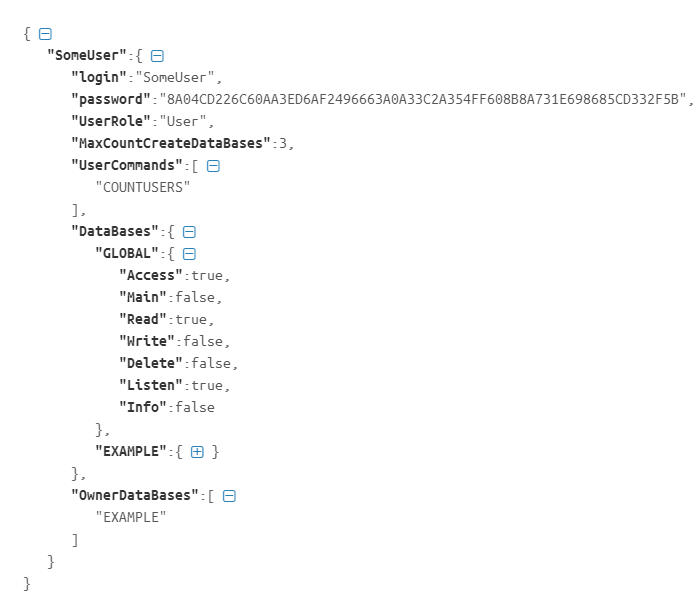 {
"SomeUser":{
"login":"SomeUser",
"password":"8A04CD226C60AA3ED6AF2496663A0A33C2A354FF608B8A731E698685CD332F5B",
"UserRole":"User",
"MaxCountCreateDataBases":3,
"UserCommands":[
"COUNTUSERS"
],
"DataBases":{
"GLOBAL":{
"Access":true,
"Main":false,
"Read":true,
"Write":false,
"Delete":false,
"Listen":true,
"Info":false
},
"EXAMPLE":{ }
},
"OwnerDataBases":[
"EXAMPLE"
]
}
}